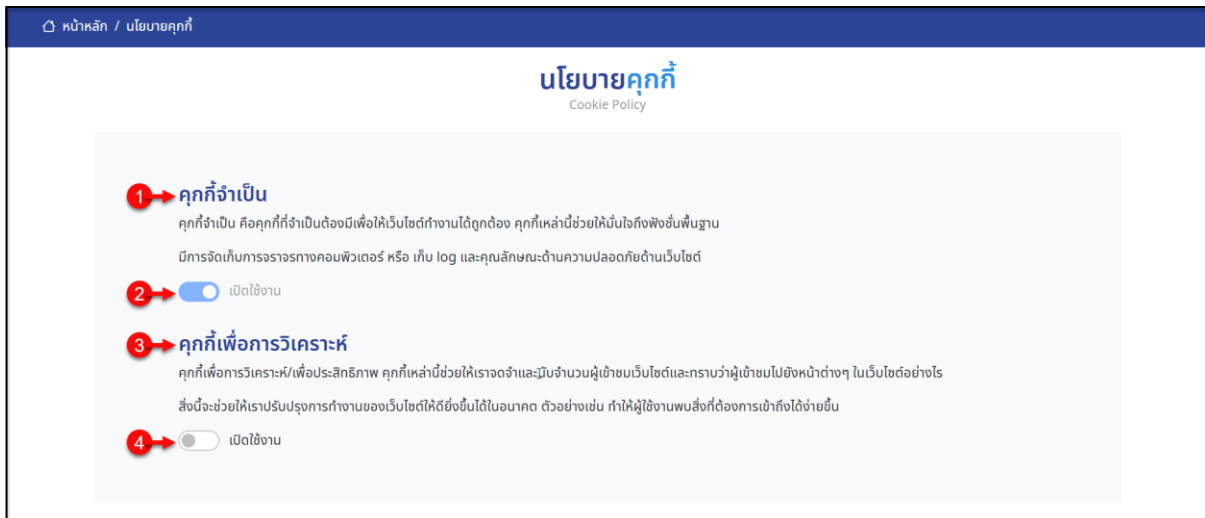 หน้าหลัก / นโยบายคุกกี้
นโยบายคุกกี้
Cookie Policy
1 คุกกี้จำเป็น
คุกกี้จำเป็น คือคุกกี้ที่จำเป็นต้องมีเพื่อให้เว็บไซต์ทำงานได้ถูกต้อง คุกกี้เหล่านี้ช่วยให้มั่นใจถึงฟังชั่นพื้นฐาน
มีการจัดเก็บการจราจรทางคอมพิวเตอร์ หรือ เก็บ log และคุณลักษณะด้านความปลอดภัยด้านเว็บไซต์
2 เปิดใช้งาน
3 คุกกี้เพื่อการวิเคราะห์
คุกกี้เพื่อการวิเคราะห์/เพื่อประสิทธิภาพ คุกกี้เหล่านี้ช่วยให้เราจดจำและนับจำนวนผู้เข้าชมเว็บไซต์และทราบว่าผู้เข้าชมไปยังหน้าต่างๆ ในเว็บไซต์อย่างไร
สิ่งนี้จะช่วยให้เราปรับปรุงการทำงานของเว็บไซต์ให้ดียิ่งขึ้นได้ในอนาคต ตัวอย่างเช่น ทำให้ผู้ใช้งานพบสิ่งที่ต้องการเข้าถึงได้ง่ายขึ้น
4 เปิดใช้งาน